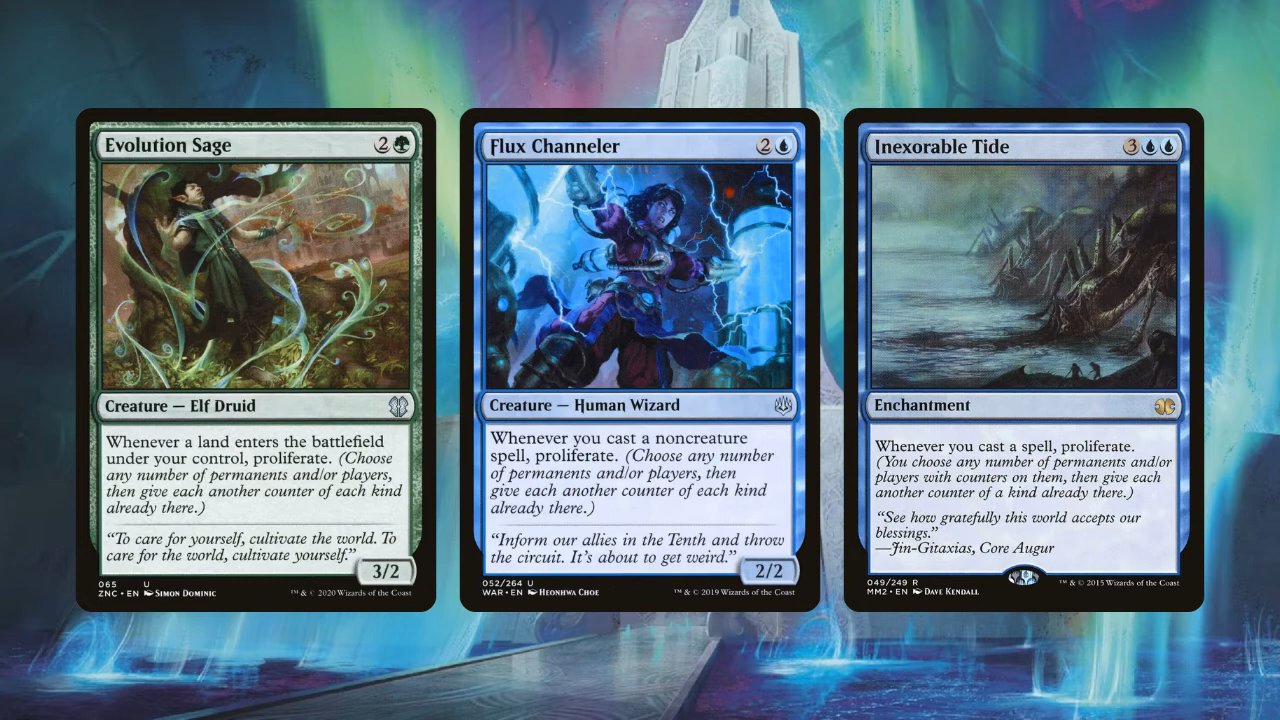 Evolution Sage
2
Creature — Elf Druid
Whenever a land enters the battlefield
under your control, proliferate. (Choose
any number of permanents and/or players,
then give each another counter of each kind
already there.)
“To care for yourself, cultivate the world. To
care for the world, cultivate yourself.”
3/2
065 U
ZNC • EN Simon Dominic
™ & © 2020 Wizards of the Coast
Flux Channeler
2
Creature — Human Wizard
Whenever you cast a noncreature
spell, proliferate. (Choose any number
of permanents and/or players, then
give each another counter of each kind
already there.)
“Inform our allies in the Tenth and throw
the circuit. It’s about to get weird.”
2/2
052/264 U
WAR • EN Heonhwa Choe
™ & © 2019 Wizards of the Coast
Inexorable Tide
3
Enchantment
Whenever you cast a spell, proliferate.
(You choose any number of permanents and/or
players with counters on them, then give each
another counter of a kind already there.)
“See how gratefully this world accepts our
blessings.”
—Jin-Gitaxias, Core Augur
049/249 R
MM2 • EN Dave Kendall
™ & © 2015 Wizards of the Coast